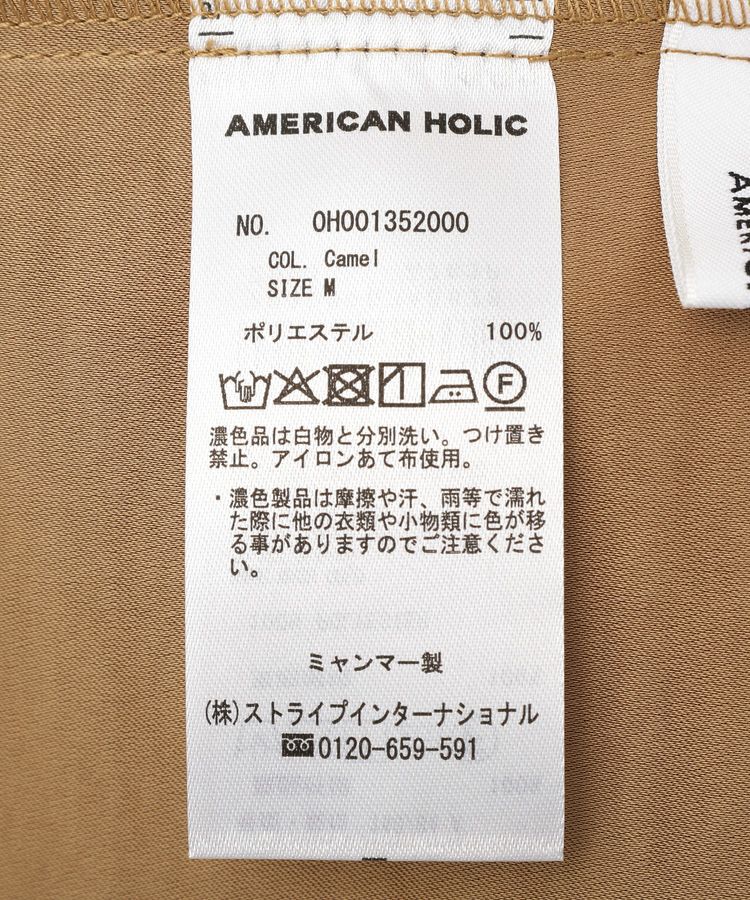 AMERICAN HOLIC
NO. 0H001352000
COL. Camel
SIZE M
ポリエステル 100%
F
濃色品は白物と分別洗い。つけ置き
禁止。アイロンあて布使用。
・濃色製品は摩擦や汗、雨等で濡れ
た際に他の衣類や小物類に色が移
る事がありますのでご注意くださ
い。
ミャンマー製
(株)ストライプインターナショナル
0120-659-591